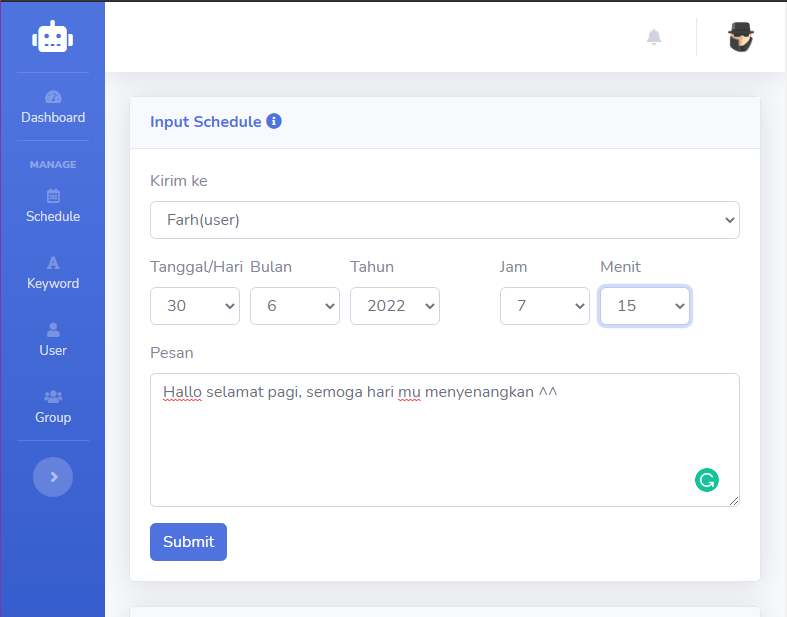 Dashboard
MANAGE
Schedule
Keyword
User
Group
Input Schedule
Kirim ke
Farh(user)
Tanggal/Hari Bulan Tahun Jam Menit
30 6 2022 7 15
Pesan
Hallo selamat pagi, semoga hari mu menyenangkan ^^
Submit